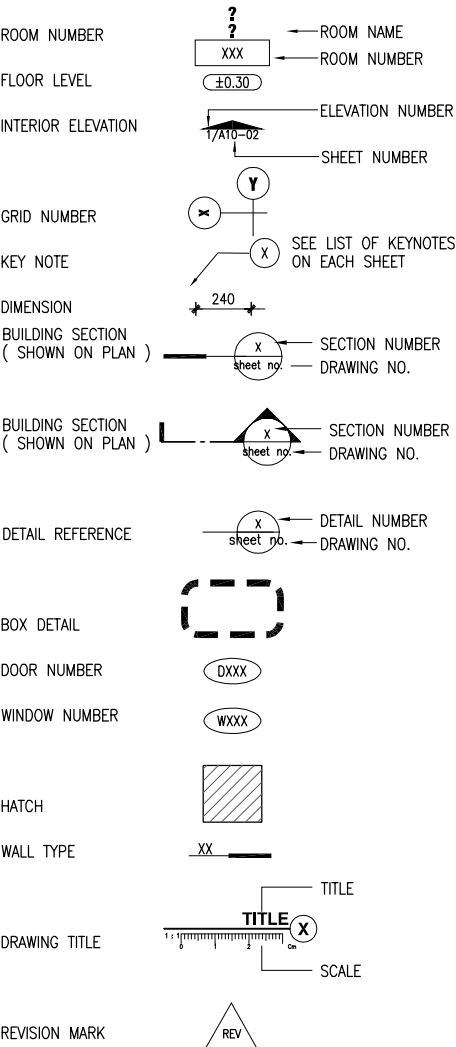 ?
ROOM NUMBER ? ROOM NAME
XXX ROOM NUMBER
FLOOR LEVEL ±0.30
ELEVATION NUMBER
INTERIOR ELEVATION 1/A10-02
SHEET NUMBER
Y
GRID NUMBER X
KEY NOTE X SEE LIST OF KEYNOTES
ON EACH SHEET
DIMENSION 240
BUILDING SECTION X SECTION NUMBER
( SHOWN ON PLAN ) sheet no. DRAWING NO.
BUILDING SECTION X SECTION NUMBER
( SHOWN ON PLAN ) sheet no. DRAWING NO.
X DETAIL NUMBER
DETAIL REFERENCE sheet no. DRAWING NO.
BOX DETAIL
DOOR NUMBER DXXX
WINDOW NUMBER WXXX
HATCH
WALL TYPE XX
TITLE
TITLE X
DRAWING TITLE 1 : 1 0 1 2 Cm
SCALE
REVISION MARK REV